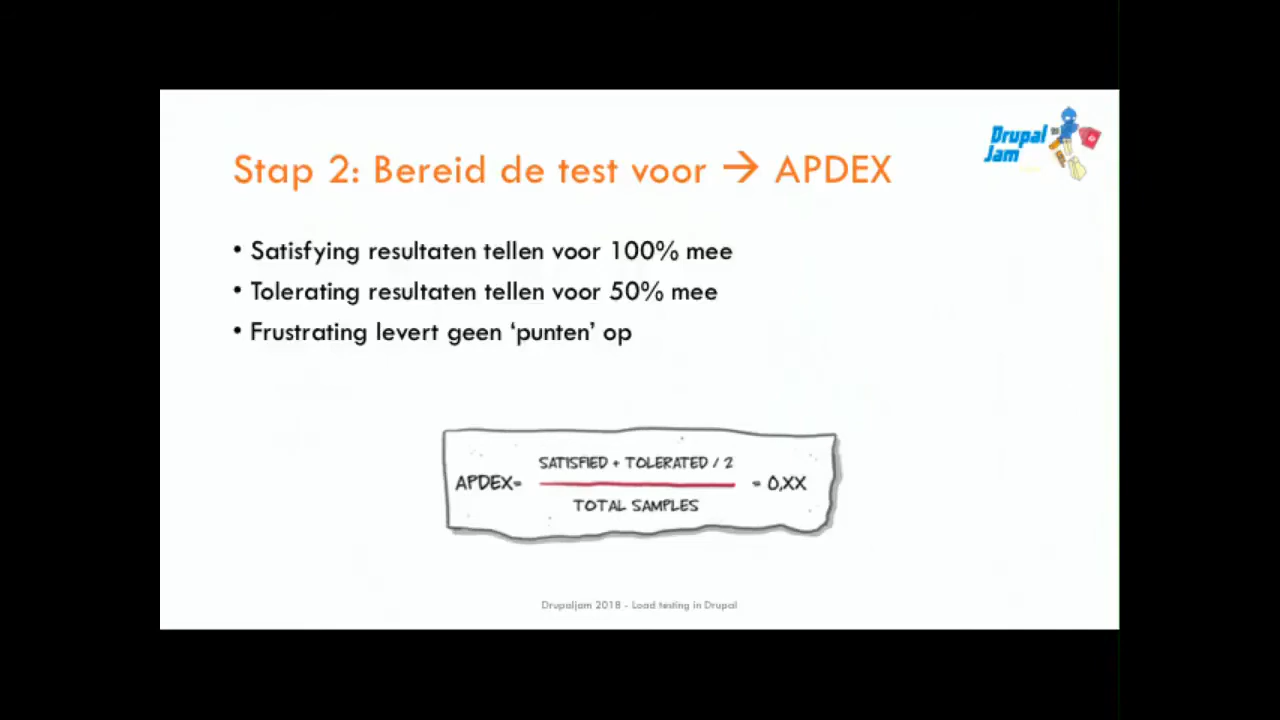 Drupal
Jam
Stap 2: Bereid de test voor → APDEX
• Satisfying resultaten tellen voor 100% mee
• Tolerating resultaten tellen voor 50% mee
• Frustrating levert geen ‘punten’ op
SATISFIED + TOLERATED / 2
APDEX= = 0,XX
TOTAL SAMPLES
Drupaljam 2018 - Load testing in Drupal